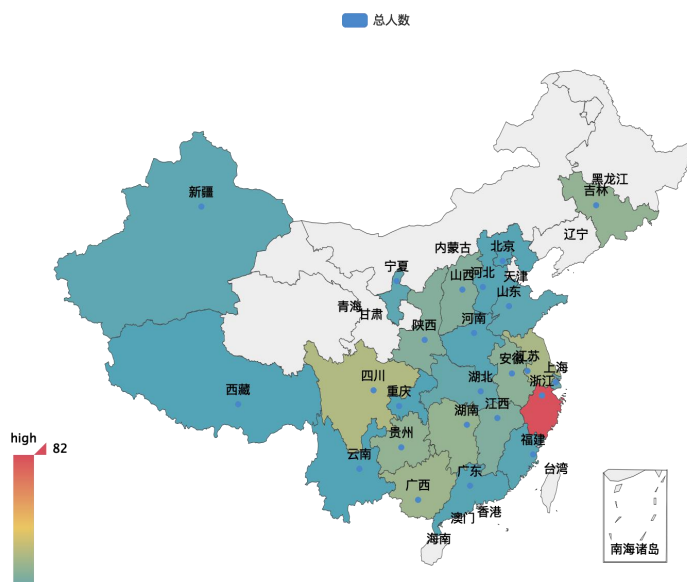 总人数
黑龙江
吉林
新疆
辽宁
内蒙古
北京
宁夏
河北
山西
天津
青海
甘肃
山东
陕西
河南
江苏
安徽
上海
四川
湖北
浙江
西藏
重庆
湖南
江西
贵州
福建
high
82
云南
台湾
广东
广西
香港
澳门
海南
南海诸岛